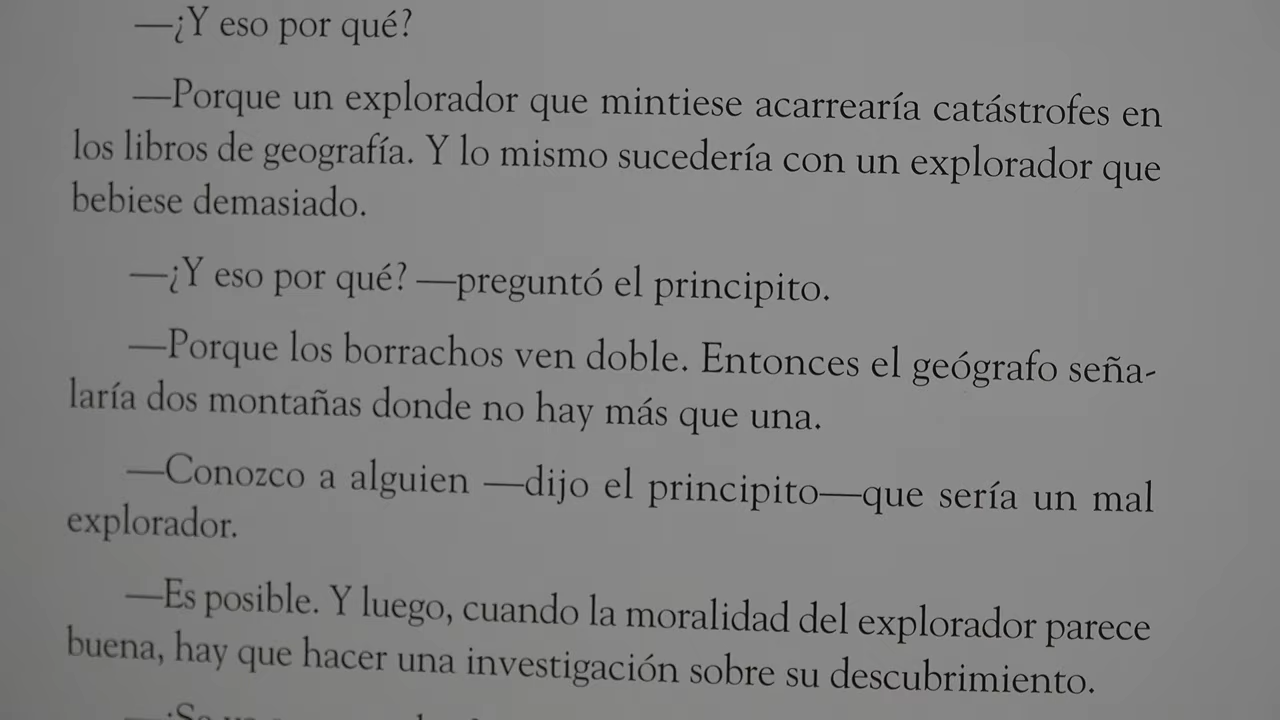 —¿Y eso por qué?
—Porque un explorador que mintiese acarrearía catástrofes en
los libros de geografía. Y lo mismo sucedería con un explorador que
bebiese demasiado.
—¿Y eso por qué? —preguntó el principito.
—Porque los borrachos ven doble. Entonces el geógrafo seña-
laría dos montañas donde no hay más que una.
—Conozco a alguien —dijo el principito—que sería un mal
explorador.
—Es posible. Y luego, cuando la moralidad del explorador parece
buena, hay que hacer una investigación sobre su descubrimiento.